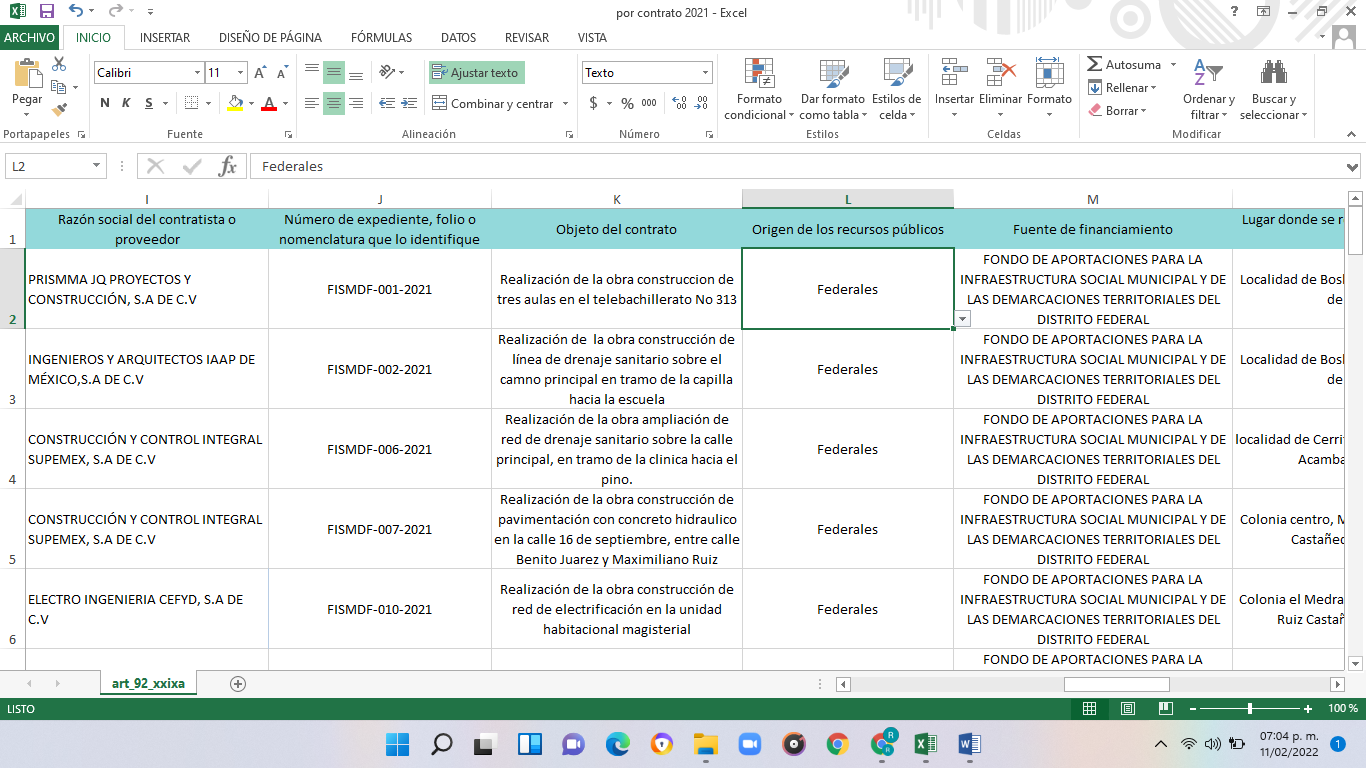 por contrato 2021 - Excel
ARCHIVO INICIO INSERTAR DISEÑO DE PÁGINA FÓRMULAS DATOS REVISAR VISTA
Pegar
Portapapeles
Calibri 11
N K S
Fuente
Ajustar texto
Combinar y centrar
Alineación
Texto
$ % 000
Número
Formato condicional
Dar formato como tabla
Estilos de celda
Estilos
Insertar Eliminar Formato
Celdas
Autosuma
Rellenar
Borrar
Ordenar y filtrar
Buscar y seleccionar
Modificar
L2 fx Federales
I J K L M
1
Razón social del contratista o
proveedor
Número de expediente, folio o
nomenclatura que lo identifique
Objeto del contrato
Origen de los recursos públicos
Fuente de financiamiento
Lugar donde se r
2
PRISMMA JQ PROYECTOS Y
CONSTRUCCIÓN, S.A DE C.V
FISMDF-001-2021
Realización de la obra construccion de
tres aulas en el telebachillerato No 313
Federales
FONDO DE APORTACIONES PARA LA
INFRAESTRUCTURA SOCIAL MUNICIPAL Y DE
LAS DEMARCACIONES TERRITORIALES DEL
DISTRITO FEDERAL
Localidad de Bosl
de
3
INGENIEROS Y ARQUITECTOS IAAP DE
MÉXICO,S.A DE C.V
FISMDF-002-2021
Realización de la obra construcción de
línea de drenaje sanitario sobre el
camno principal en tramo de la capilla
hacia la escuela
Federales
FONDO DE APORTACIONES PARA LA
INFRAESTRUCTURA SOCIAL MUNICIPAL Y DE
LAS DEMARCACIONES TERRITORIALES DEL
DISTRITO FEDERAL
Localidad de Bosl
de
4
CONSTRUCCIÓN Y CONTROL INTEGRAL
SUPEMEX, S.A DE C.V
FISMDF-006-2021
Realización de la obra ampliación de
red de drenaje sanitario sobre la calle
principal, en tramo de la clinica hacia el
pino.
Federales
FONDO DE APORTACIONES PARA LA
INFRAESTRUCTURA SOCIAL MUNICIPAL Y DE
LAS DEMARCACIONES TERRITORIALES DEL
DISTRITO FEDERAL
localidad de Cerri
Acamba
5
CONSTRUCCIÓN Y CONTROL INTEGRAL
SUPEMEX, S.A DE C.V
FISMDF-007-2021
Realización de la obra construcción de
pavimentación con concreto hidraulico
en la calle 16 de septiembre, entre calle
Benito Juarez y Maximiliano Ruiz
Federales
FONDO DE APORTACIONES PARA LA
INFRAESTRUCTURA SOCIAL MUNICIPAL Y DE
LAS DEMARCACIONES TERRITORIALES DEL
DISTRITO FEDERAL
Colonia centro, M
Castañec
6
ELECTRO INGENIERIA CEFYD, S.A DE
C.V
FISMDF-010-2021
Realización de la obra construcción de
red de electrificación en la unidad
habitacional magisterial
Federales
FONDO DE APORTACIONES PARA LA
INFRAESTRUCTURA SOCIAL MUNICIPAL Y DE
LAS DEMARCACIONES TERRITORIALES DEL
DISTRITO FEDERAL
Colonia el Medra
Ruiz Castañ
FONDO DE APORTACIONES PARA LA
art_92_xxixa
LISTO
100 %
07:04 p. m.
11/02/2022
1